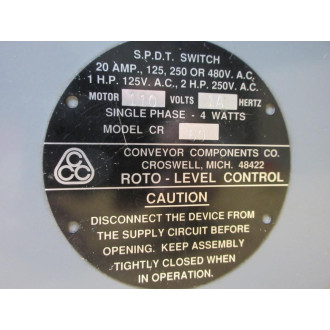 S.P.D.T. SWITCH
20 AMP., 125, 250 OR 480V. A.C.
1 H.P. 125V. A.C., 2 H.P. 250V. A.C.
MOTOR 110 VOLTS HERTZ
SINGLE PHASE - 4 WATTS
MODEL CR
CCC
CONVEYOR COMPONENTS CO.
CROSWELL, MICH. 48422
ROTO - LEVEL CONTROL
CAUTION
DISCONNECT THE DEVICE FROM
THE SUPPLY CIRCUIT BEFORE
OPENING. KEEP ASSEMBLY
TIGHTLY CLOSED WHEN
IN OPERATION.